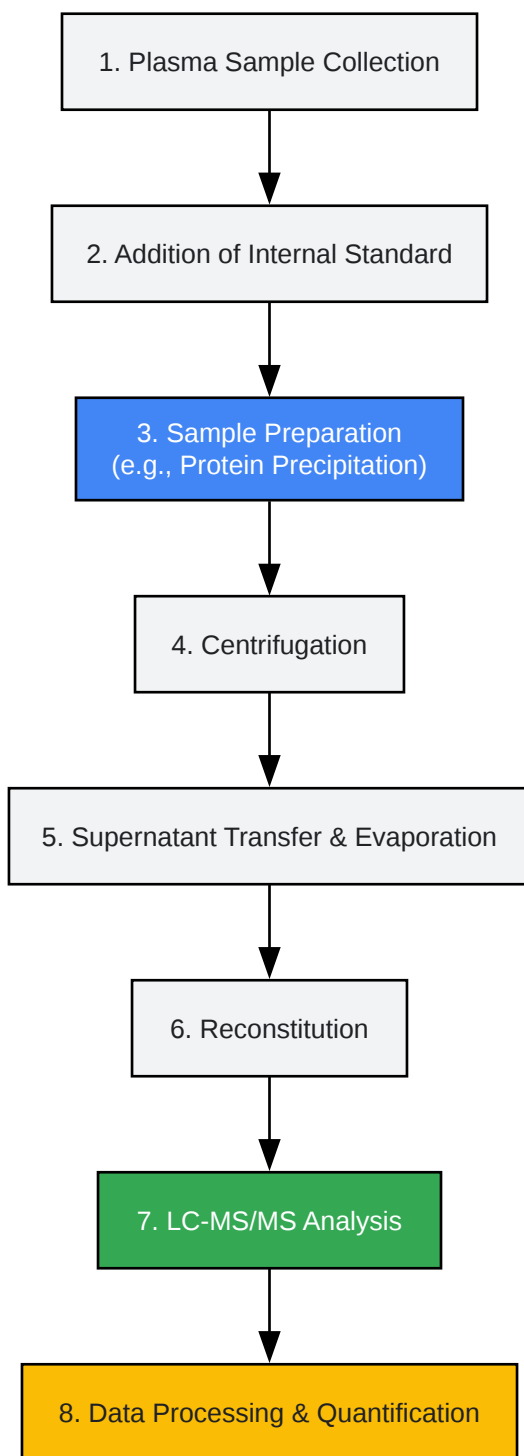 1. Plasma Sample Collection
2. Addition of Internal Standard
3. Sample Preparation
(e.g., Protein Precipitation)
4. Centrifugation
5. Supernatant Transfer & Evaporation
6. Reconstitution
7. LC-MS/MS Analysis
8. Data Processing & Quantification